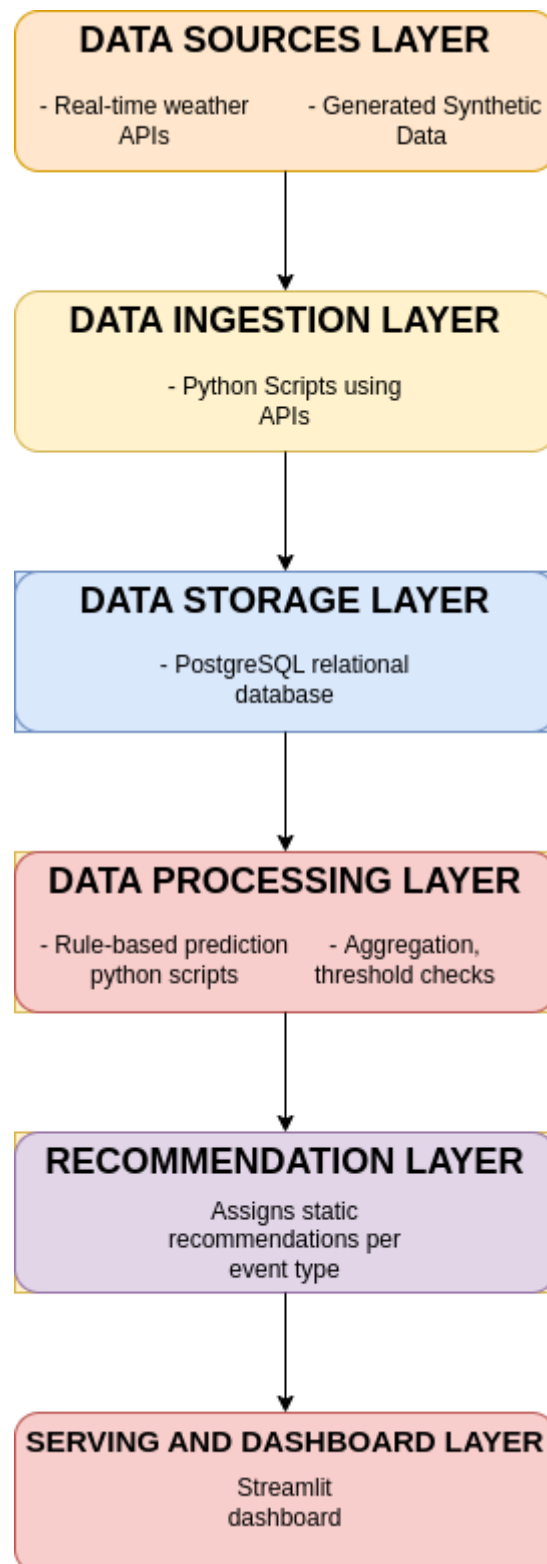 DATA SOURCES LAYER
- Real-time weather APIs
- Generated Synthetic Data
DATA INGESTION LAYER
- Python Scripts using
APIs
DATA STORAGE LAYER
- PostgreSQL relational
database
DATA PROCESSING LAYER
- Rule-based prediction
python scripts
- Aggregation,
threshold checks
RECOMMENDATION LAYER
Assigns static
recommendations per
event type
SERVING AND DASHBOARD LAYER
Streamlit
dashboard